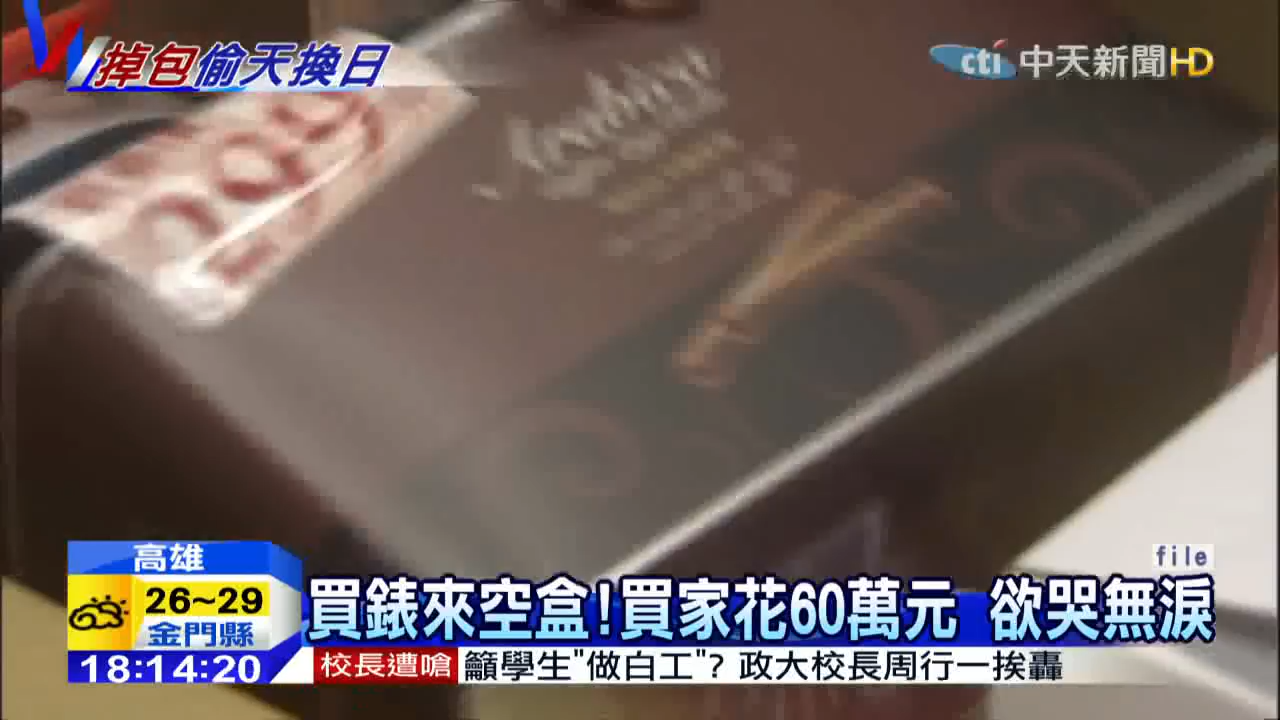 掉包偷天換日
cti 中天新聞HD
file
高雄
26~29
金門縣
買錶來空盒!買家花60萬元 欲哭無淚
18:14:20
校長遭嗆 籲學生"做白工"? 政大校長周行一挨轟